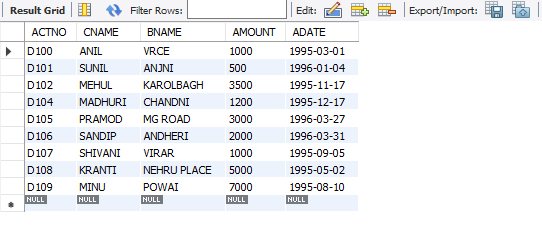 Result Grid Filter Rows: Edit: Export/Import:
ACTNO CNAME BNAME AMOUNT ADATE
D100 ANIL VRCE 1000 1995-03-01
D101 SUNIL ANJNI 500 1996-01-04
D102 MEHUL KAROLBAGH 3500 1995-11-17
D104 MADHURI CHANDNI 1200 1995-12-17
D105 PRAMOD MG ROAD 3000 1996-03-27
D106 SANDIP ANDHERI 2000 1996-03-31
D107 SHIVANI VIRAR 1000 1995-09-05
D108 KRANTI NEHRU PLACE 5000 1995-05-02
D109 MINU POWAI 7000 1995-08-10
NULL NULL NULL NULL NULL